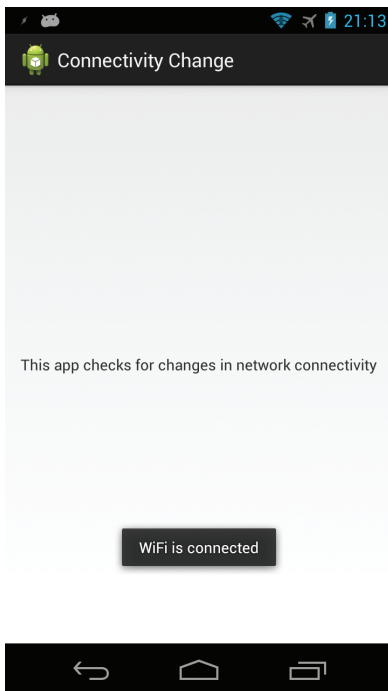 21:13
Connectivity Change
This app checks for changes in network connectivity
WiFi is connected